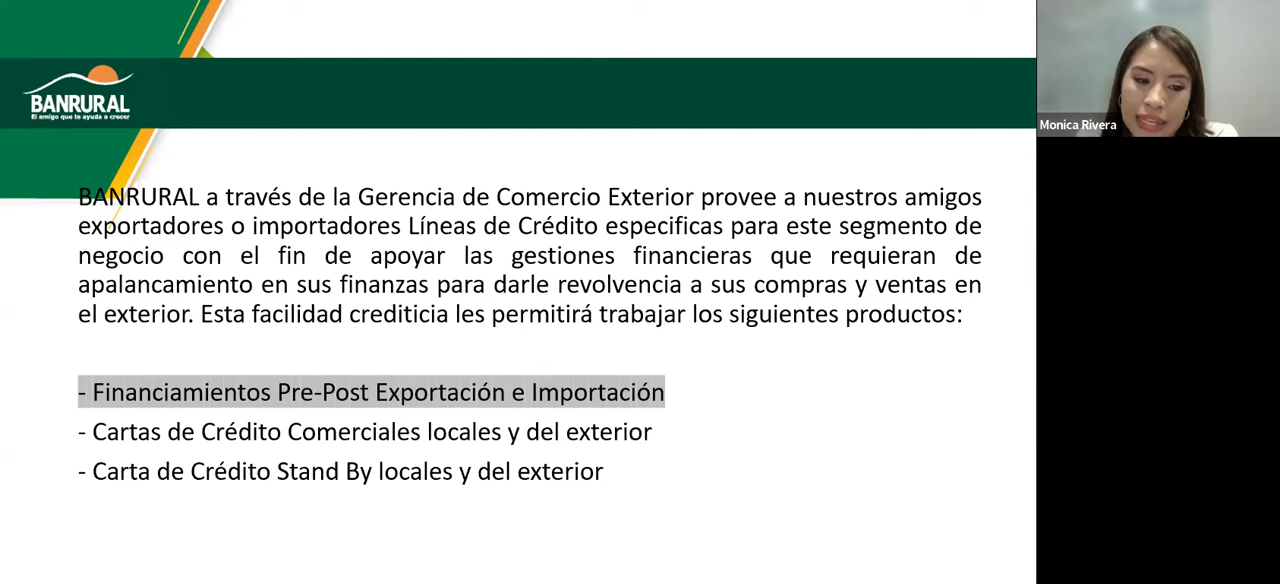 BANRURAL
El amigo que te ayuda a crecer
Monica Rivera
BANRURAL a través de la Gerencia de Comercio Exterior provee a nuestros amigos
exportadores o importadores Líneas de Crédito especificas para este segmento de
negocio con el fin de apoyar las gestiones financieras que requieran de
apalancamiento en sus finanzas para darle revolvencia a sus compras y ventas en
el exterior. Esta facilidad crediticia les permitirá trabajar los siguientes productos:
- Financiamientos Pre-Post Exportación e Importación
- Cartas de Crédito Comerciales locales y del exterior
- Carta de Crédito Stand By locales y del exterior